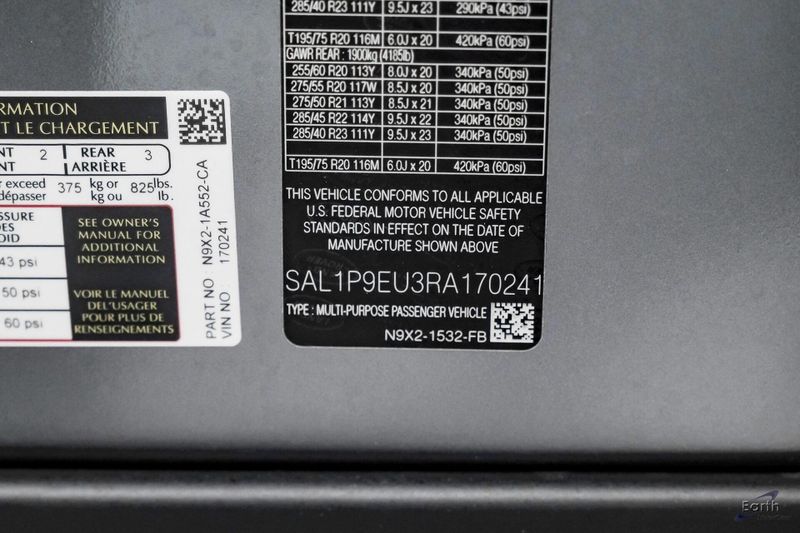 RMATION
T LE CHARGEMENT
NT 2 REAR 3
NT ARRIÈRE
er exceed 375 kg or 825 lbs.
dépasser kg ou lb.
SSURE
DES
OID
43 psi
50 psi
60 psi
SEE OWNER'S
MANUAL FOR
ADDITIONAL
INFORMATION
VOIR LE MANUEL
DEL'USAGER
POUR PLUS DE
RENSEIGNEMENTS
PART NO : N9X2-1A552-CA
VIN NO 170241
285/40 R23 111Y 9.5J x 23 290kPa (43psi)
T195/75 R20 116M 6.0J x 20 420kPa (60psi)
GAWR REAR : 1900kg (4185lb)
255/60 R20 113Y 8.0J x 20 340kPa (50psi)
275/55 R20 117W 8.5J x 20 340kPa (50psi)
275/50 R21 113Y 8.5J x 21 340kPa (50psi)
285/45 R22 114Y 9.5J x 22 340kPa (50psi)
285/40 R23 111Y 9.5J x 23 340kPa (50psi)
T195/75 R20 116M 6.0J x 20 420kPa (60psi)
THIS VEHICLE CONFORMS TO ALL APPLICABLE
U.S. FEDERAL MOTOR VEHICLE SAFETY
STANDARDS IN EFFECT ON THE DATE OF
MANUFACTURE SHOWN ABOVE
SAL1P9EU3RA170241
TYPE : MULTI-PURPOSE PASSENGER VEHICLE
N9X2-1532-FB
Earth